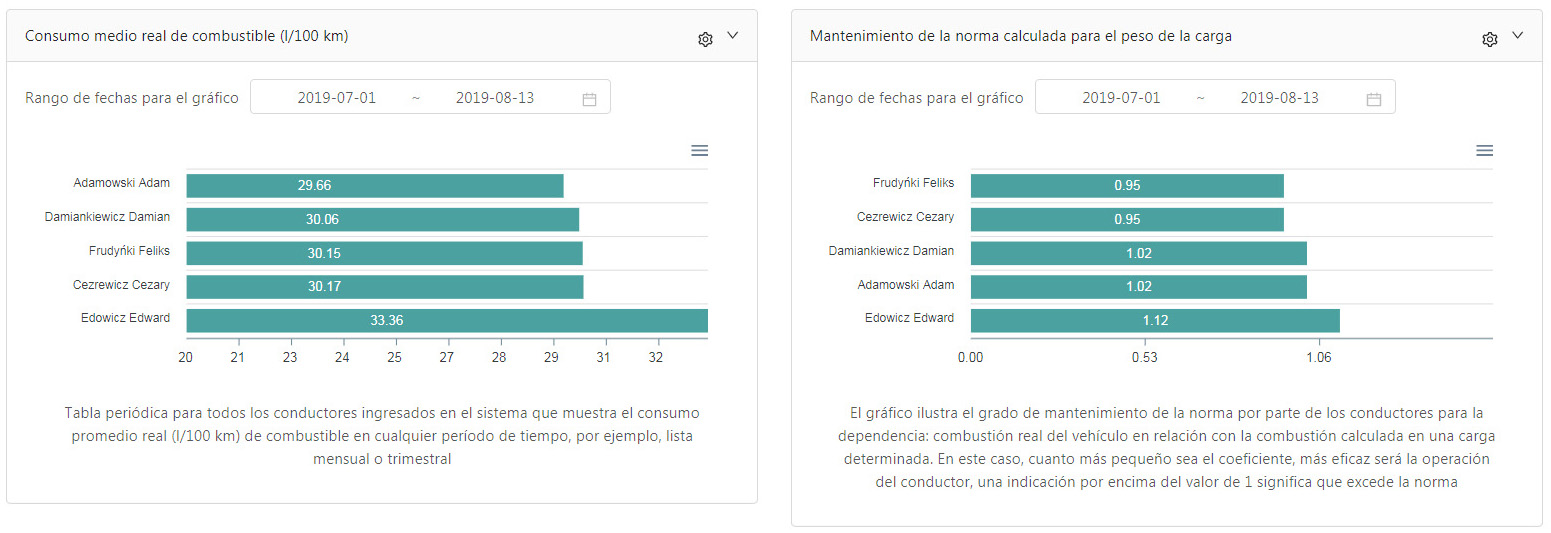 Consumo medio real de combustible (l/100 km)
Rango de fechas para el gráfico 2019-07-01 ~ 2019-08-13
Adamowski Adam 29.66
Damiankiewicz Damian 30.06
Frudyńki Feliks 30.15
Cezrewicz Cezary 30.17
Edowicz Edward 33.36
20 21 23 24 25 27 28 29 31 32
Tabla periódica para todos los conductores ingresados en el sistema que muestra el consumo
promedio real (l/100 km) de combustible en cualquier período de tiempo, por ejemplo, lista
mensual o trimestral
Mantenimiento de la norma calculada para el peso de la carga
Rango de fechas para el gráfico 2019-07-01 ~ 2019-08-13
Frudyńki Feliks 0.95
Cezrewicz Cezary 0.95
Damiankiewicz Damian 1.02
Adamowski Adam 1.02
Edowicz Edward 1.12
0.00 0.53 1.06
El gráfico ilustra el grado de mantenimiento de la norma por parte de los conductores para la
dependencia: combustión real del vehículo en relación con la combustión calculada en una carga
determinada. En este caso, cuanto más pequeño sea el coeficiente, más eficaz será la operación
del conductor, una indicación por encima del valor de 1 significa que excede la norma